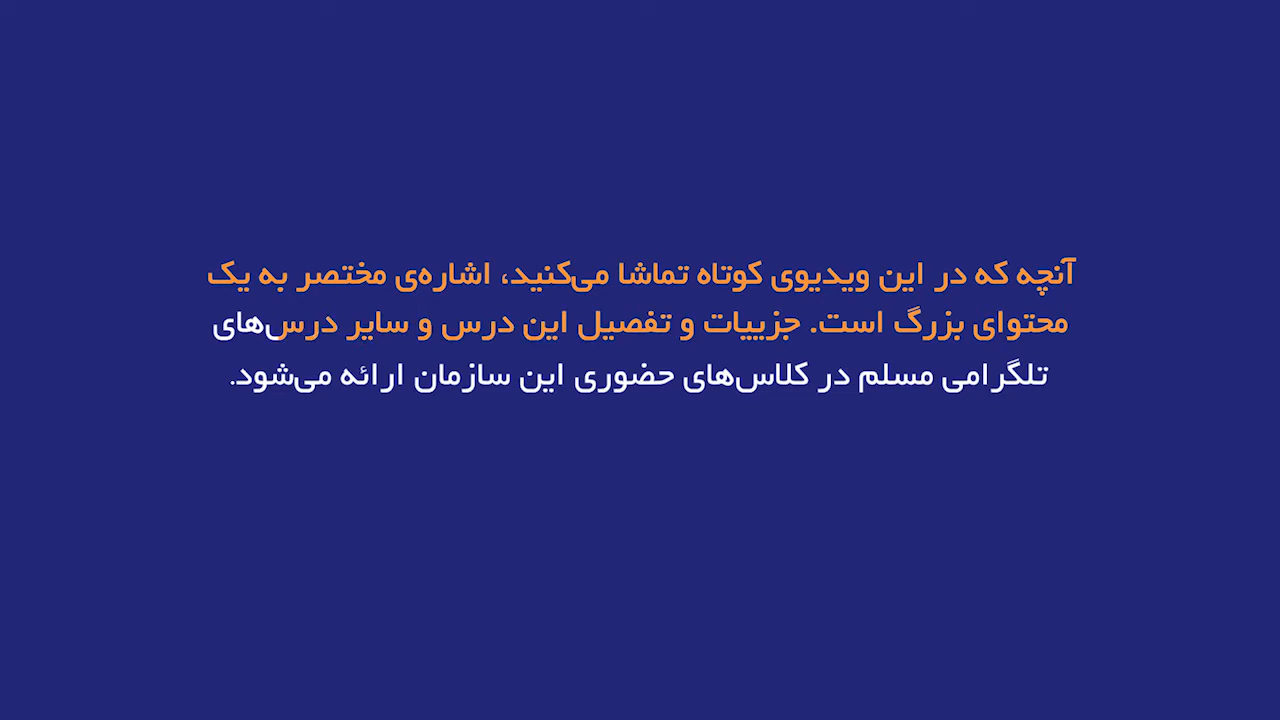 آنچه که در این ویدیوی کوتاه تماشا می‌کنید، اشاره‌ی مختصر به یک
محتوای بزرگ است. جزییات و تفصیل این درس و سایر درس‌های
تلگرامی مسلم در کلاس‌های حضوری این سازمان ارائه می‌شود.